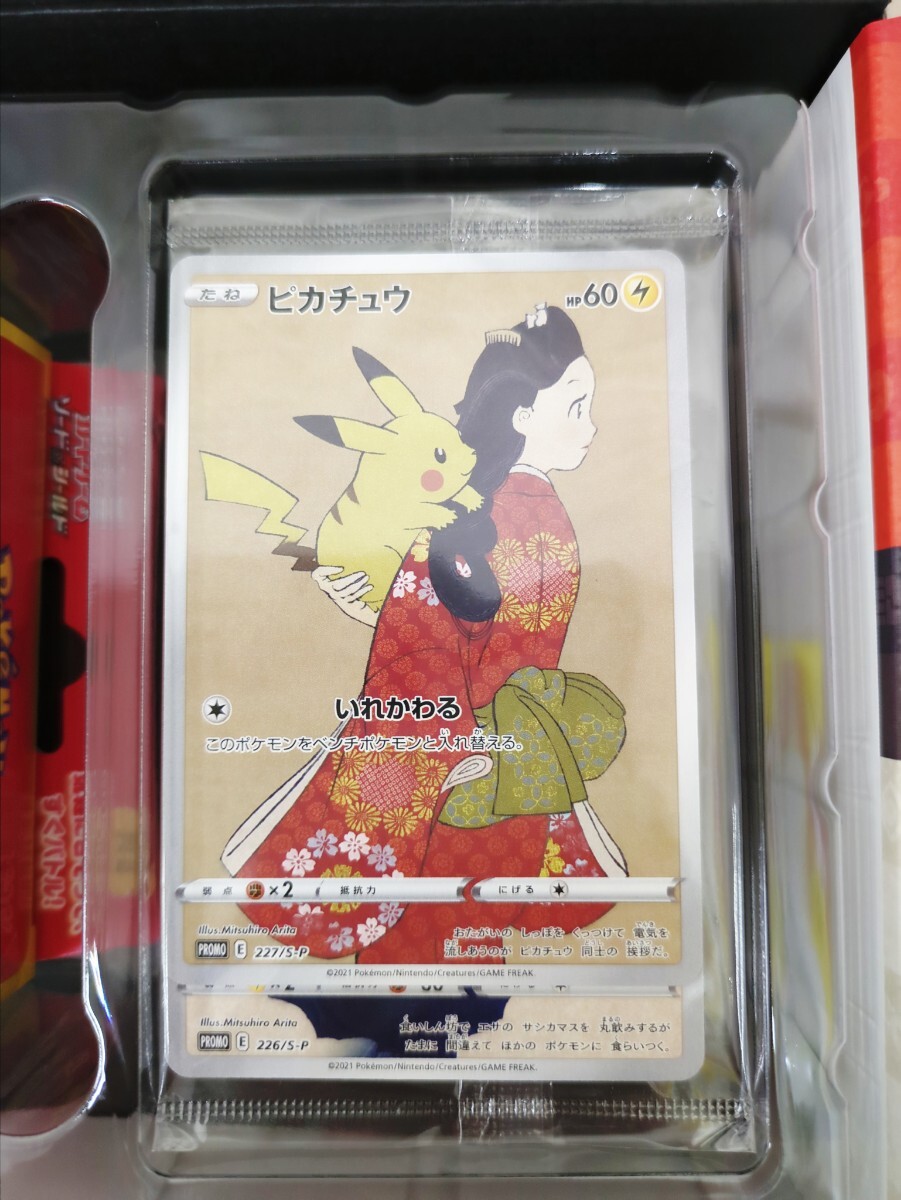 たね ピカチュウ HP60
いれかわる
このポケモンをベンチポケモンと入れ替える。
弱点 ×2 抵抗力 にげる
Illus.Mitsuhiro Arita
PROMO E 227/S-P
おたがいの しっぽを くっつけて 電気を
流しあうのが ピカチュウ 同士の 挨拶だ。
©2021 Pokémon/Nintendo/Creatures/GAME FREAK.
Illus.Mitsuhiro Arita
PROMO E 226/S-P
食いしん坊で エサの サシカマスを 丸飲みするが
たまに 間違えて ほかの ポケモンに 食らいつく。
©2021 Pokémon/Nintendo/Creatures/GAME FREAK.
ソード&シールド